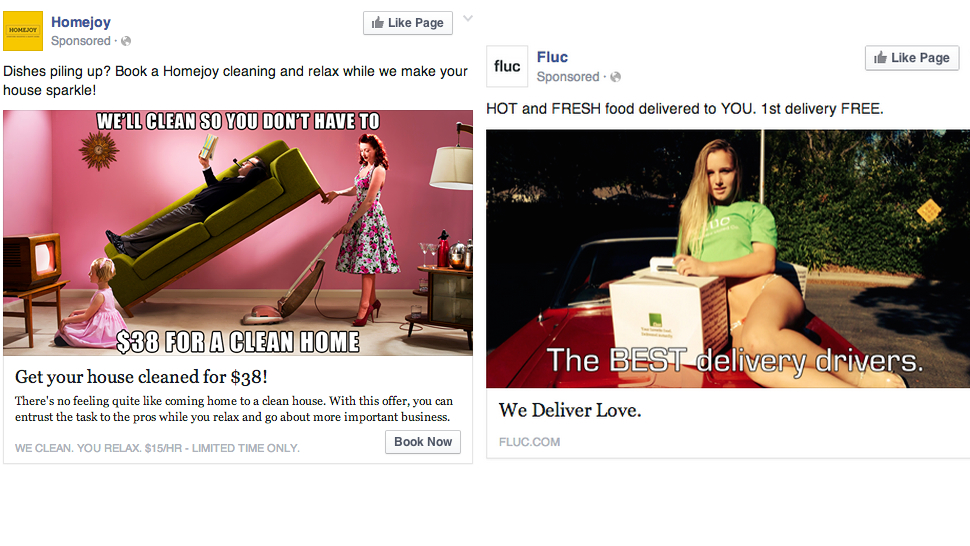 HOMEJOY
Homejoy
Sponsored ·
Like Page
Dishes piling up? Book a Homejoy cleaning and relax while we make your
house sparkle!
WE'LL CLEAN SO YOU DON'T HAVE TO
$38 FOR A CLEAN HOME
Get your house cleaned for $38!
There's no feeling quite like coming home to a clean house. With this offer, you can
entrust the task to the pros while you relax and go about more important business.
WE CLEAN. YOU RELAX. $15/HR - LIMITED TIME ONLY.
Book Now
fluc
Fluc
Sponsored ·
Like Page
HOT and FRESH food delivered to YOU. 1st delivery FREE.
The BEST delivery drivers.
We Deliver Love.
FLUC.COM